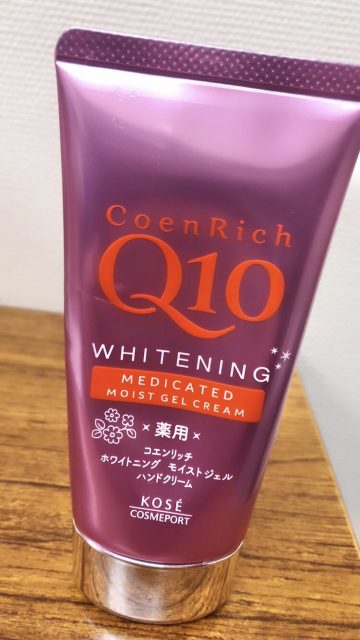 CoenRich
Q10
WHITENING
MEDICATED
MOIST GEL CREAM
×薬用×
コエンリッチ
ホワイトニング モイストジェル
ハンドクリーム
KOSÉ
COSMEPORT